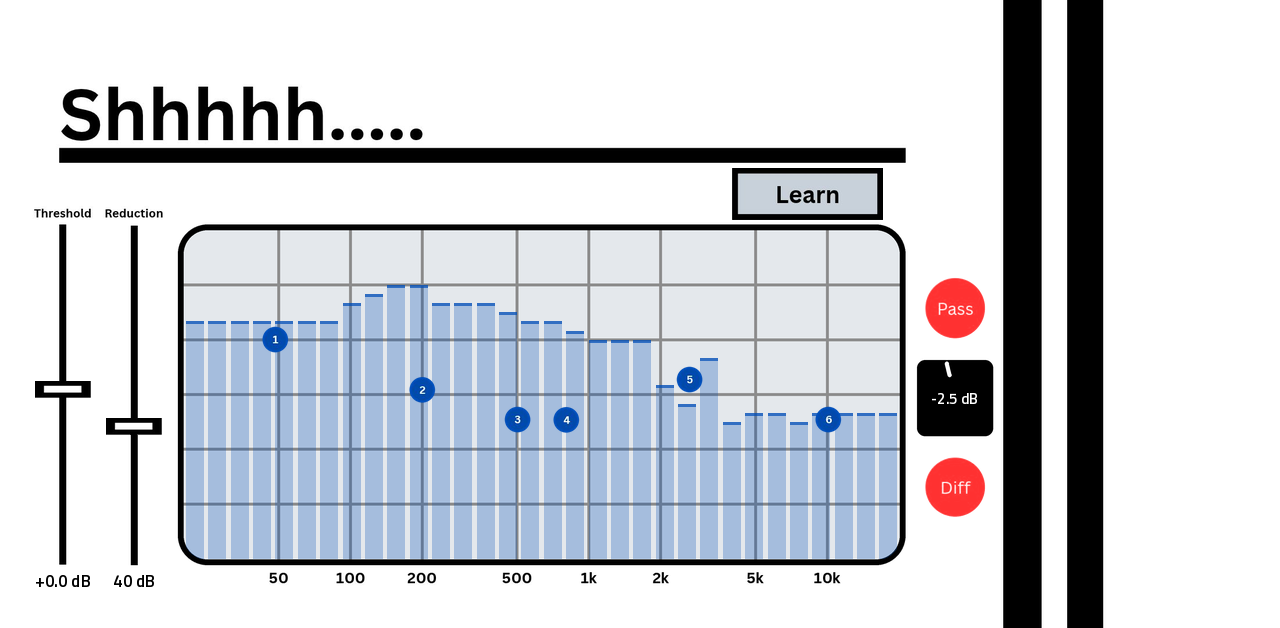 Shhhhh.....
Learn
Threshold Reduction
1
2
3
4
5
6
Pass
-2.5 dB
Diff
+0.0 dB 40 dB
50 100 200 500 1k 2k 5k 10k